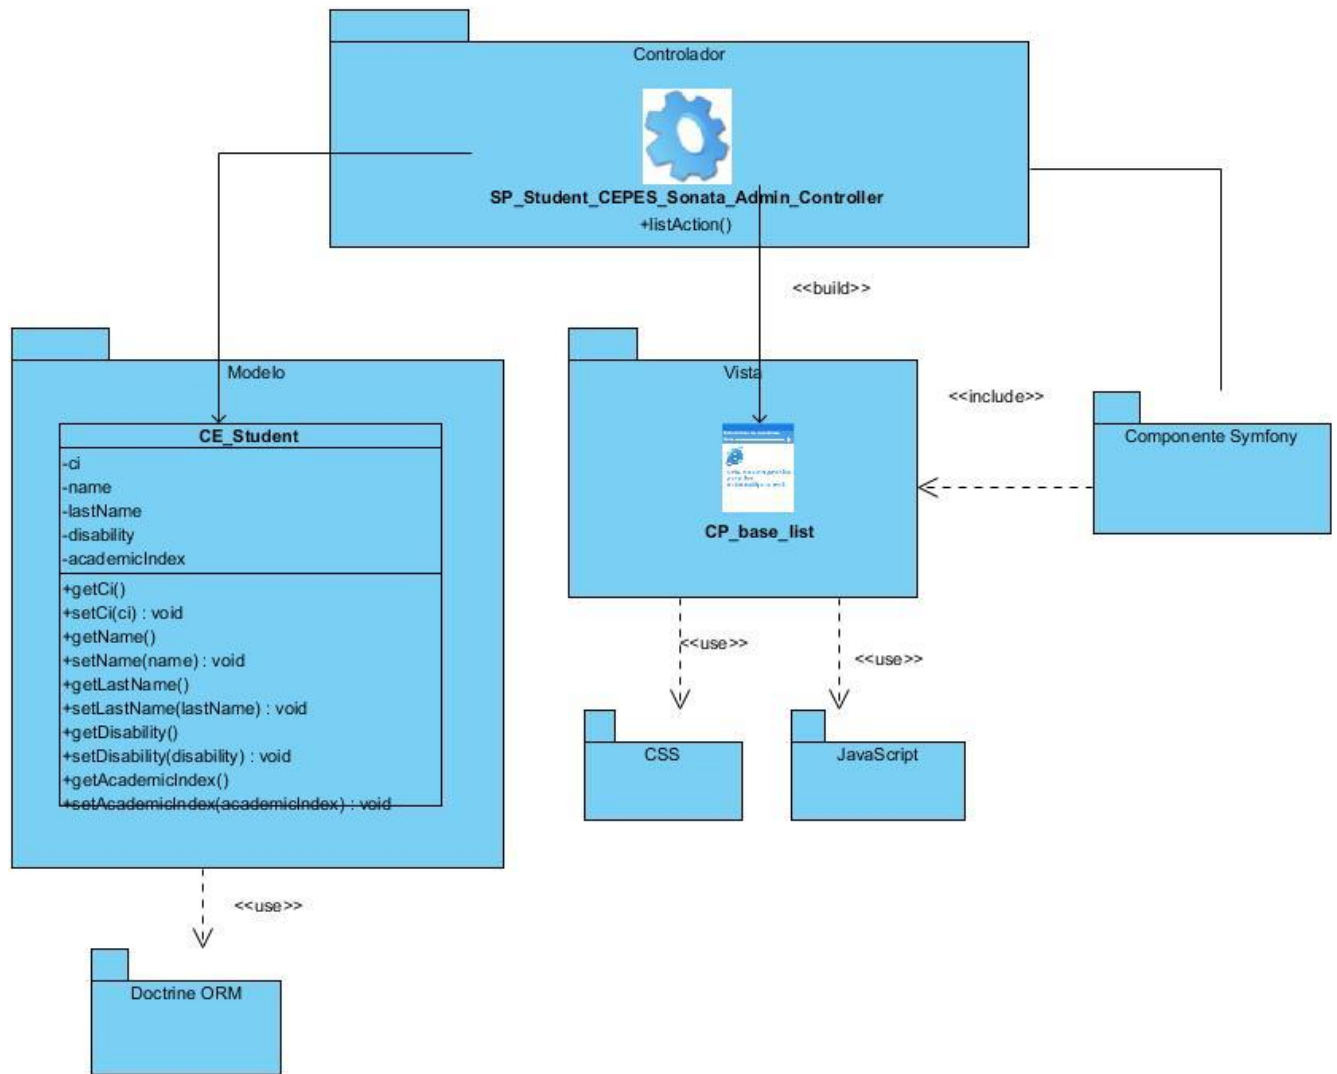 Controlador
SP_Student_CEPES_Sonata_Admin_Controller
+listAction()
<<build>>
Modelo
CE_Student
-ci
-name
-lastName
-disability
-academicIndex
+getCi()
+setCi(ci) : void
+getName()
+setName(name) : void
+getLastName()
+setLastName(lastName) : void
+getDisability()
+setDisability(disability) : void
+getAcademicIndex()
+setAcademicIndex(academicIndex) : void
Vista
CP_base_list
<<include>>
Componente Symfony
<<use>>
<<use>>
CSS
JavaScript
<<use>>
Doctrine ORM